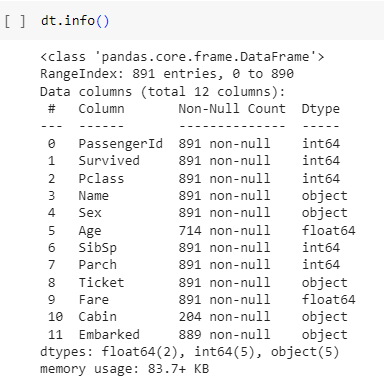 [ ] dt.info()
<class 'pandas.core.frame.DataFrame'>
RangeIndex: 891 entries, 0 to 890
Data columns (total 12 columns):
 #   Column       Non-Null Count  Dtype
---  ------       --------------  -----
 0   PassengerId  891 non-null    int64
 1   Survived     891 non-null    int64
 2   Pclass       891 non-null    int64
 3   Name         891 non-null    object
 4   Sex          891 non-null    object
 5   Age          714 non-null    float64
 6   SibSp        891 non-null    int64
 7   Parch        891 non-null    int64
 8   Ticket       891 non-null    object
 9   Fare         891 non-null    float64
 10  Cabin        204 non-null    object
 11  Embarked     889 non-null    object
dtypes: float64(2), int64(5), object(5)
memory usage: 83.7+ KB